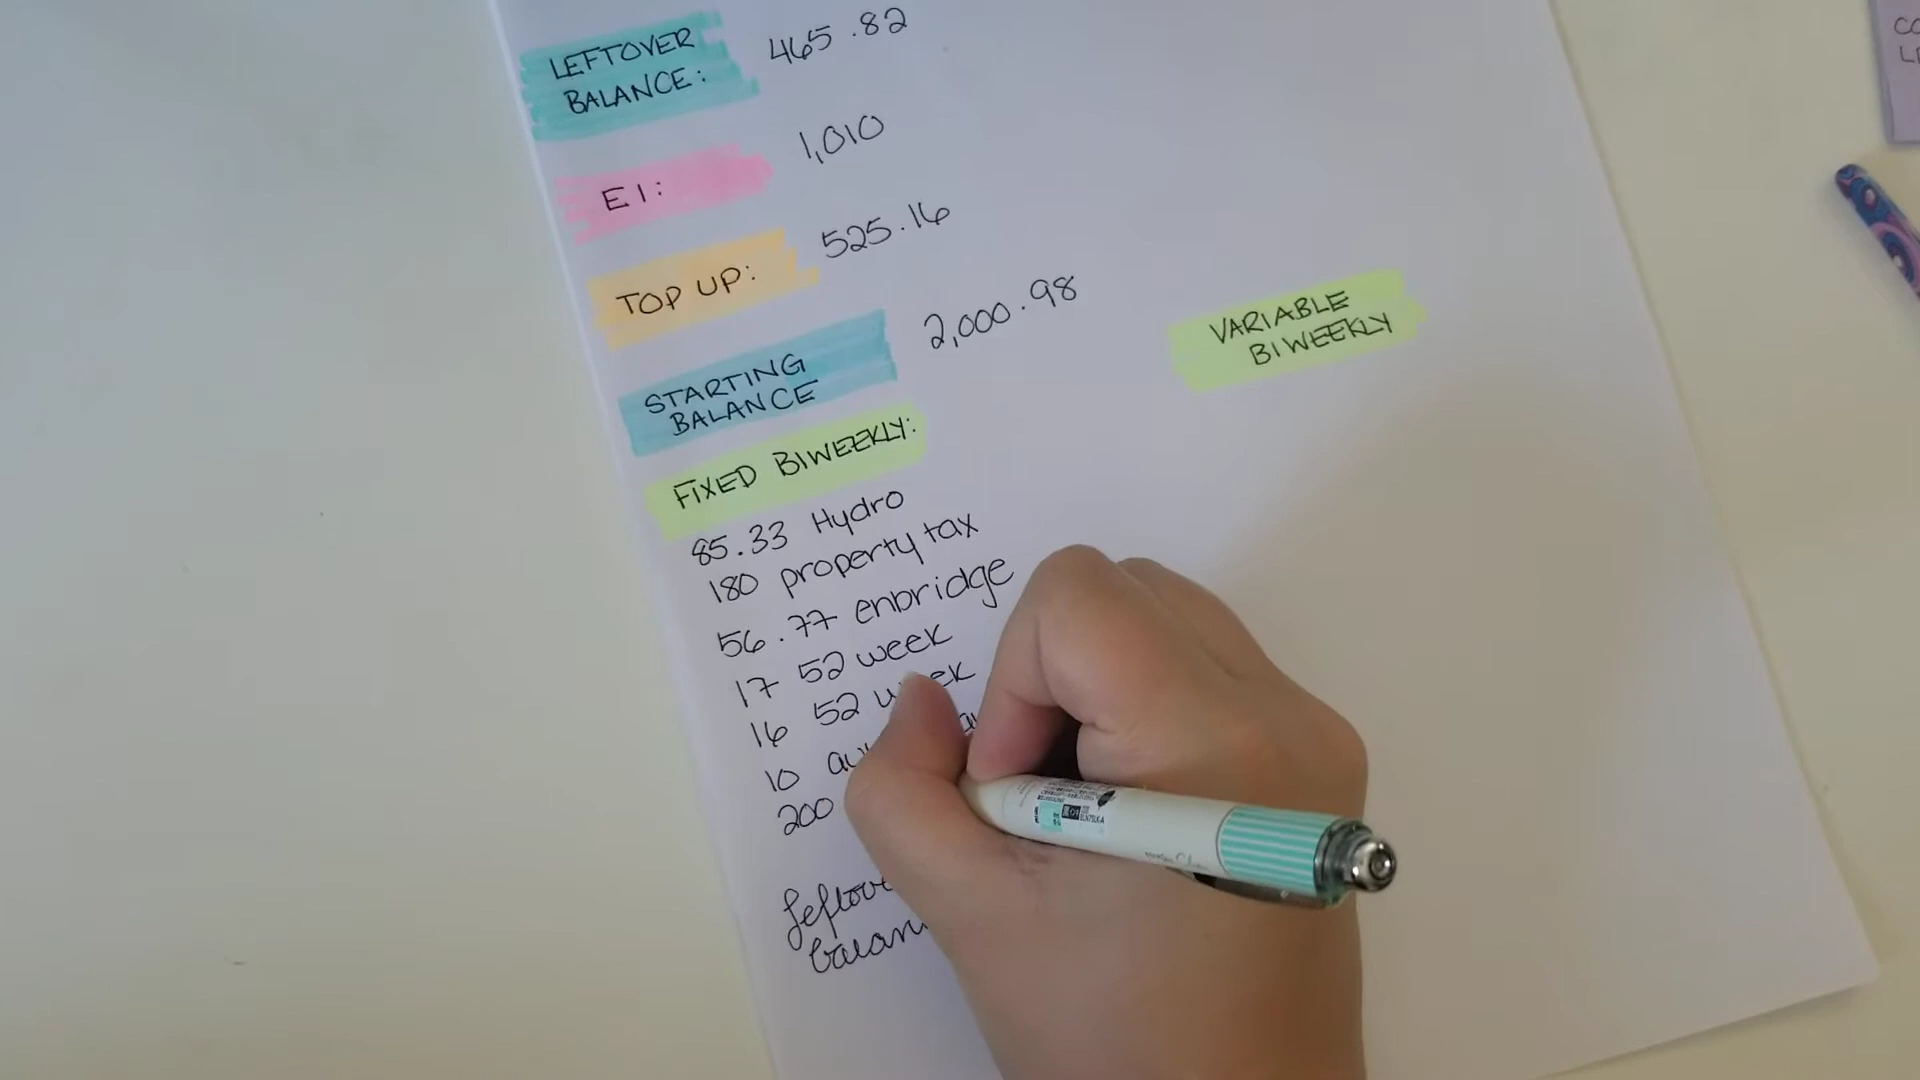 LEFTOVER
BALANCE:
465.82
EI:
1,010
TOP UP:
525.16
STARTING
BALANCE
2,000.98
VARIABLE
BIWEEKLY
FIXED BIWEEKLY:
85.33 Hydro
180 property tax
56.77 enbridge
17 52 week
16 52 week
10
200